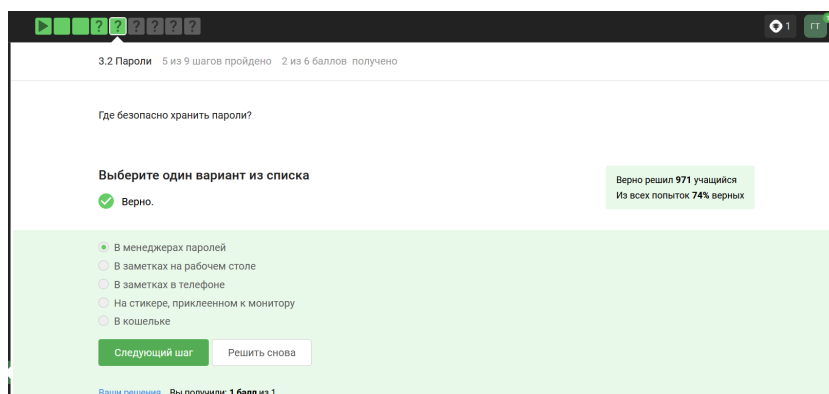 ? ? ? ? ? ?
1
ГТ
3.2 Пароли 5 из 9 шагов пройдено 2 из 6 баллов получено
Где безопасно хранить пароли?
Выберите один вариант из списка
Верно.
Верно решил 971 учащийся
Из всех попыток 74% верных
В менеджерах паролей
В заметках на рабочем столе
В заметках в телефоне
На стикере, приклеенном к монитору
В кошельке
Следующий шаг Решить снова
Ваши решения Вы получили: 1 балл из 1